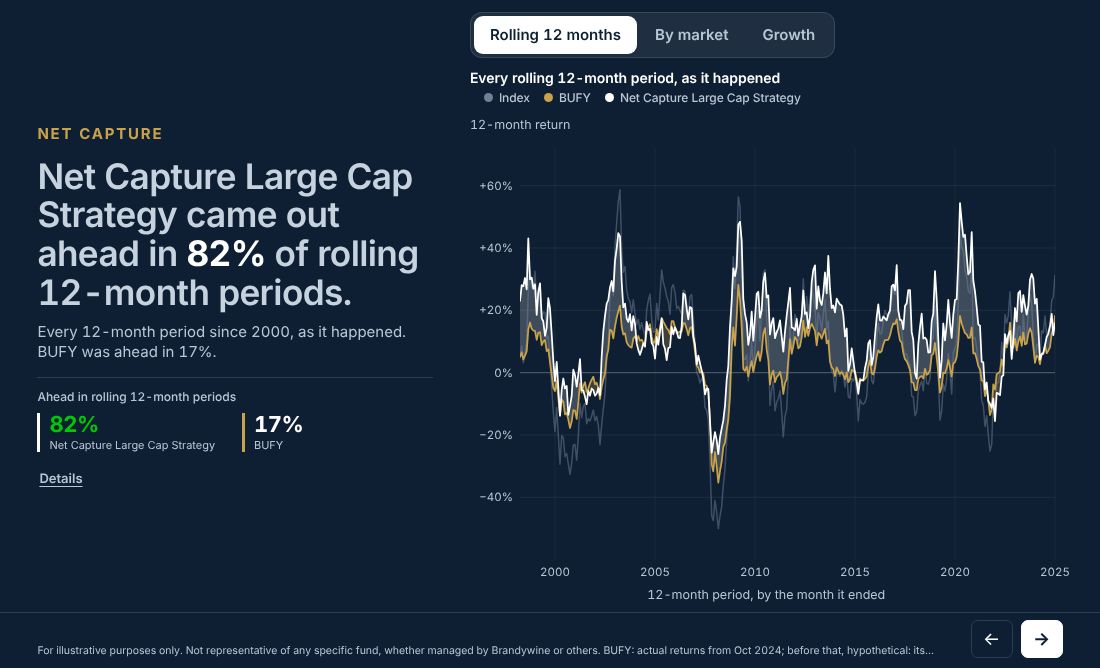 Rolling 12 months By market Growth
Every rolling 12-month period, as it happened
Index BUFY Net Capture Large Cap Strategy
12-month return
NET CAPTURE
Net Capture Large Cap
Strategy came out
ahead in 82% of rolling
12-month periods.
Every 12-month period since 2000, as it happened.
BUFY was ahead in 17%.
Ahead in rolling 12-month periods
82% 17%
Net Capture Large Cap Strategy BUFY
Details
+60%
+40%
+20%
0%
−20%
−40%
2000 2005 2010 2015 2020 2025
12-month period, by the month it ended
For illustrative purposes only. Not representative of any specific fund, whether managed by Brandywine or others. BUFY: actual returns from Oct 2024; before that, hypothetical: its...